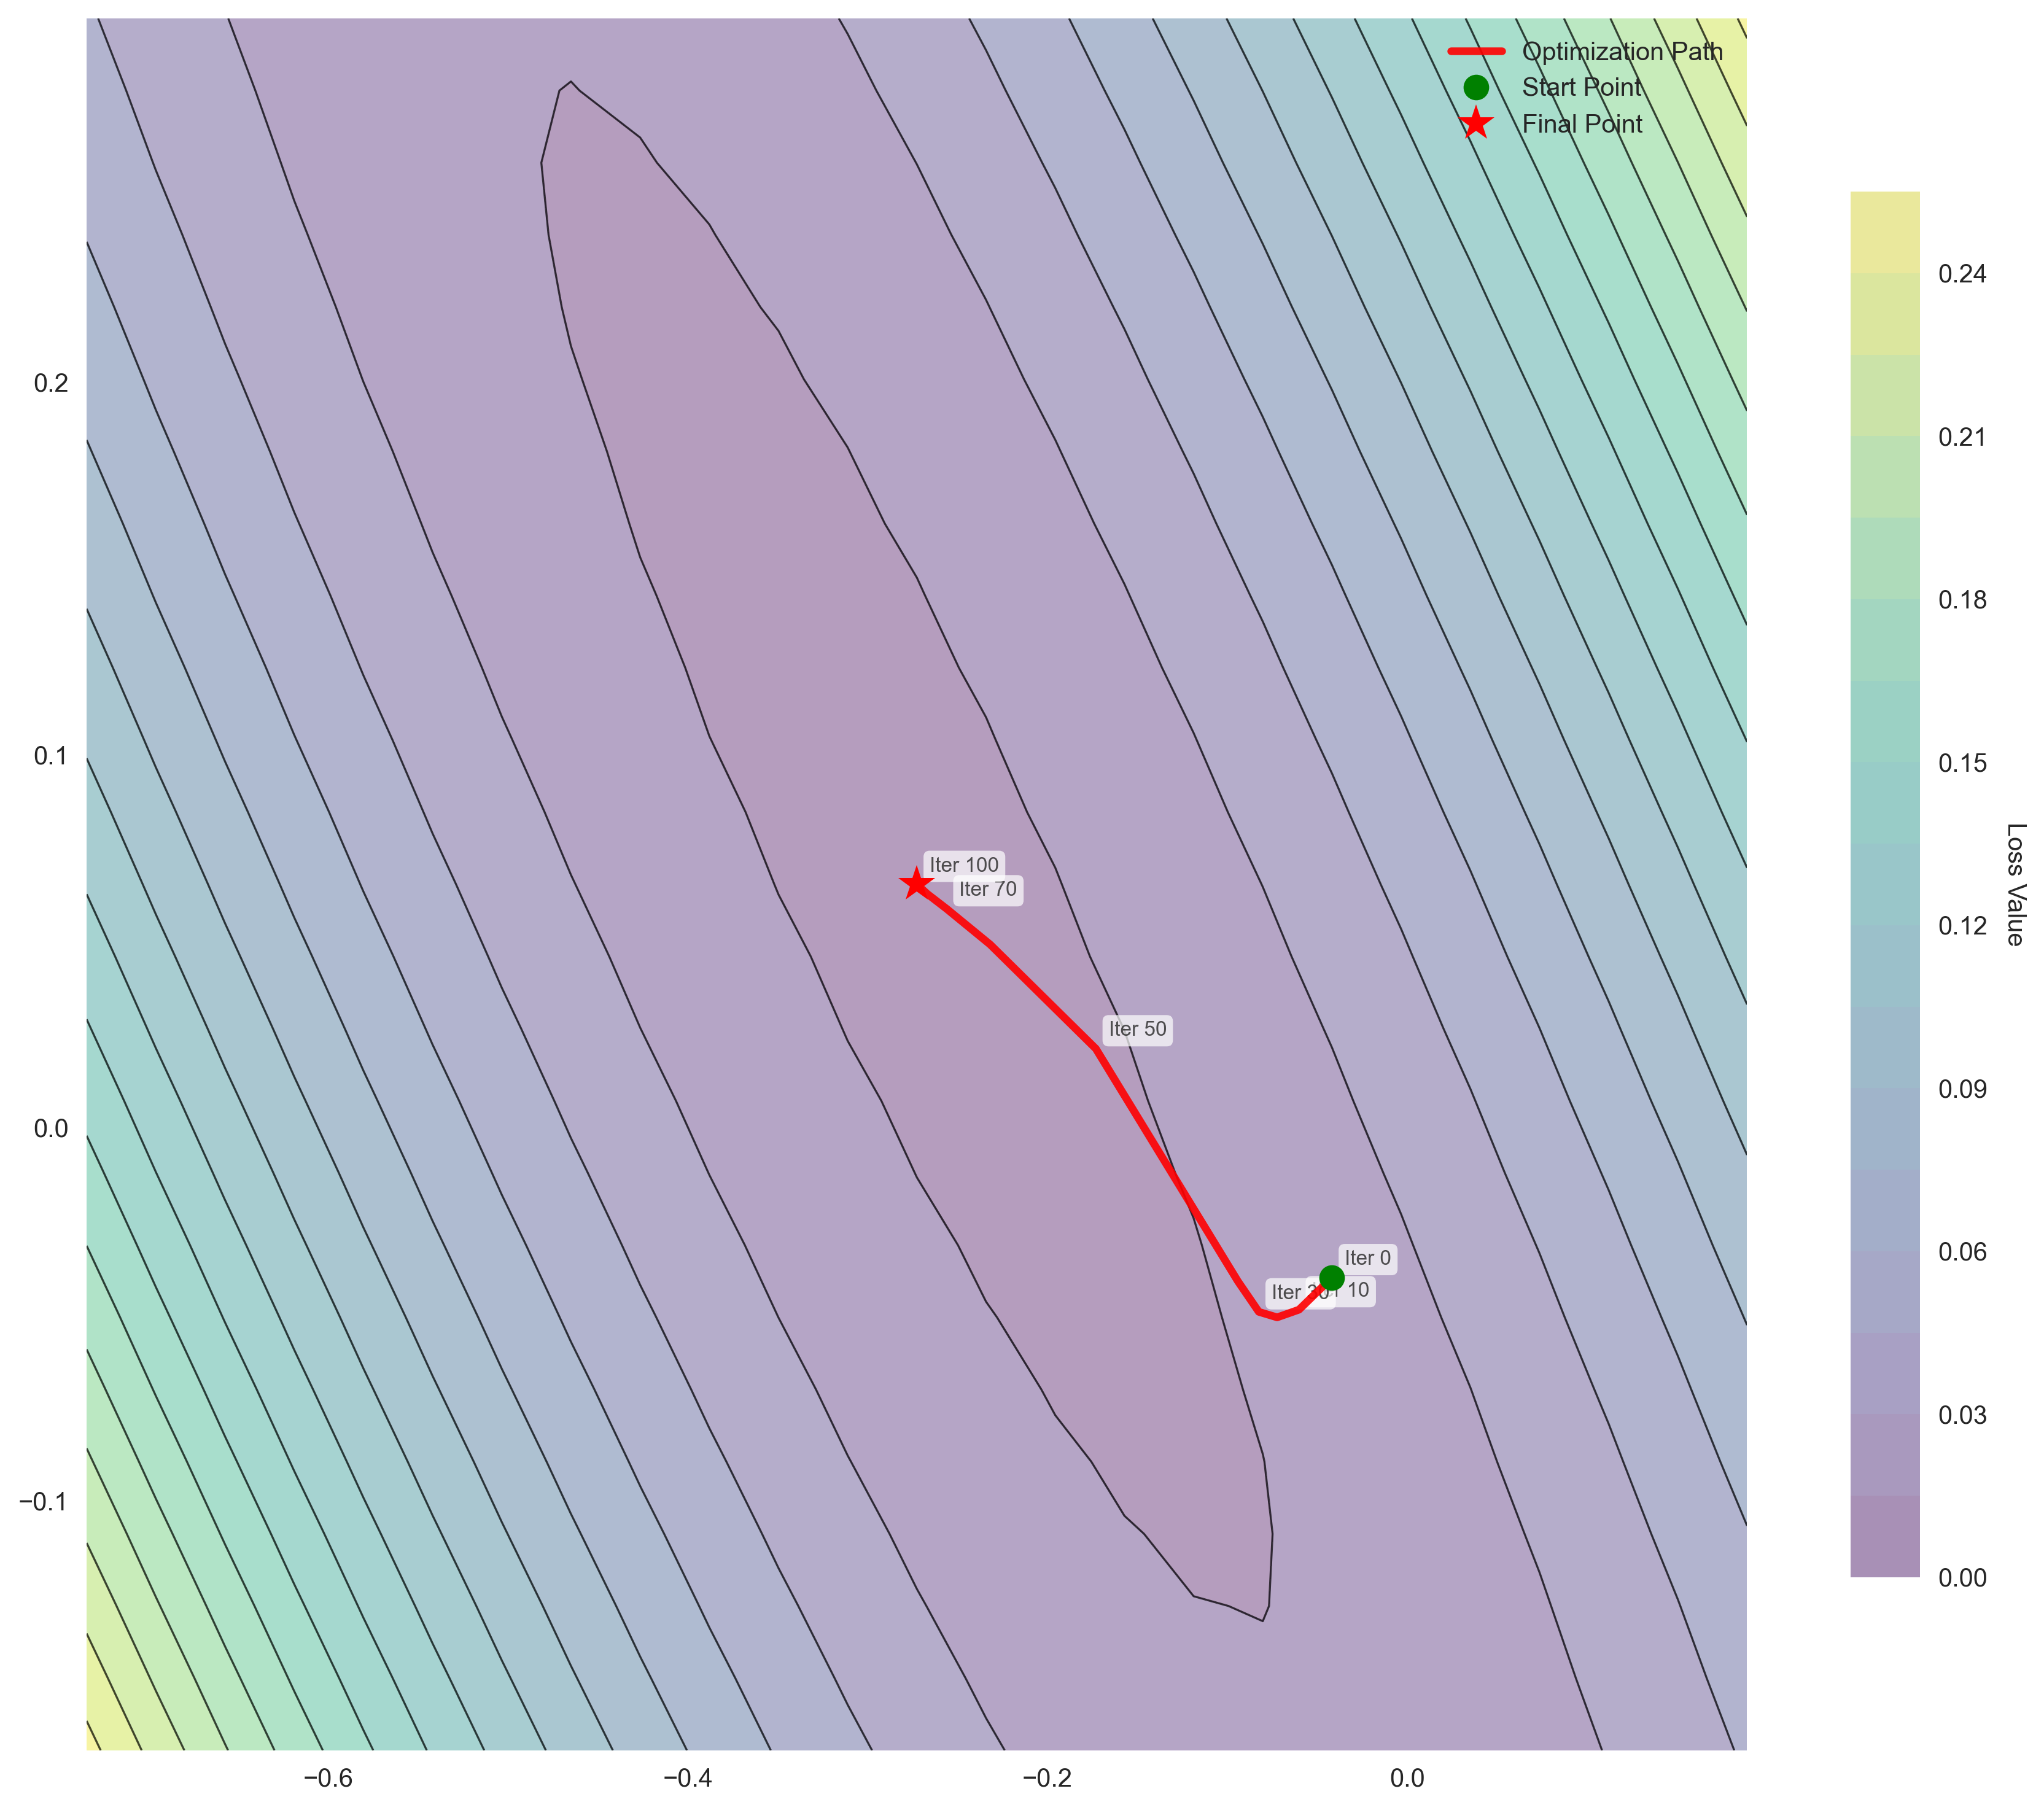 Optimization Path
Start Point
Final Point
0.2
0.1
0.0
−0.1
−0.6
−0.4
−0.2
0.0
Iter 100
Iter 70
Iter 50
Iter 0
Iter 30
10
0.24
0.21
0.18
0.15
0.12
0.09
0.06
0.03
0.00
Loss Value